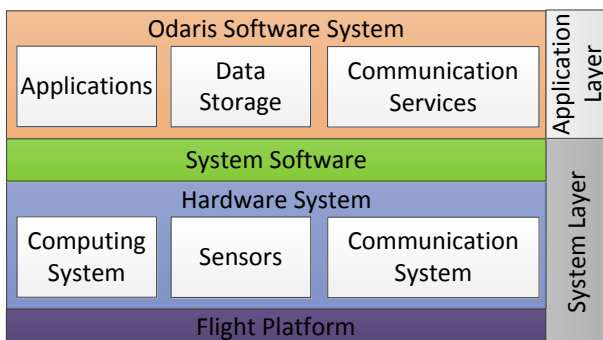 Odaris Software System
Applications
Data
Storage
Communication
Services
Application
Layer
System Software
Hardware System
Computing
System
Sensors
Communication
System
System Layer
Flight Platform